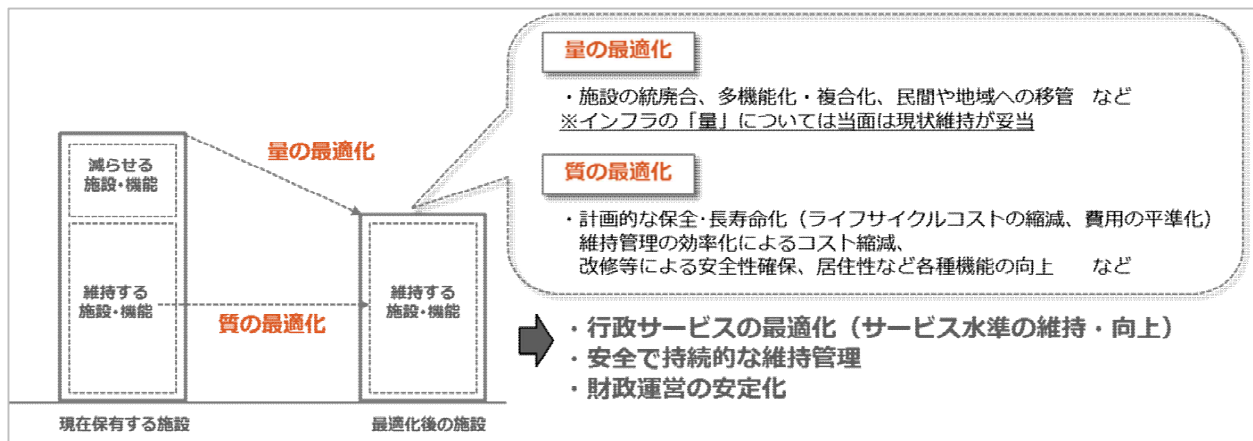 量の最適化
・施設の統廃合、多機能化・複合化、民間や地域への移管　など
※インフラの「量」については当面は現状維持が妥当
質の最適化
・計画的な保全・長寿命化（ライフサイクルコストの縮減、費用の平準化）
維持管理の効率化によるコスト縮減、
改修等による安全性確保、居住性など各種機能の向上　など
減らせる
施設・機能
量の最適化
維持する
施設・機能
質の最適化
維持する
施設・機能
現在保有する施設
最適化後の施設
・行政サービスの最適化（サービス水準の維持・向上）
・安全で持続的な維持管理
・財政運営の安定化